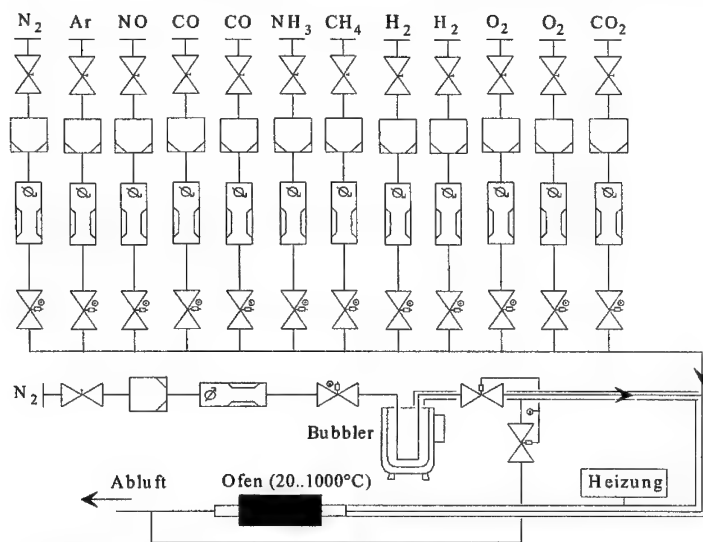 N₂ Ar NO CO CO NH₃ CH₄ H₂ H₂ O₂ O₂ CO₂
N₂
Bubbler
Abluft Ofen (20..1000°C) Heizung